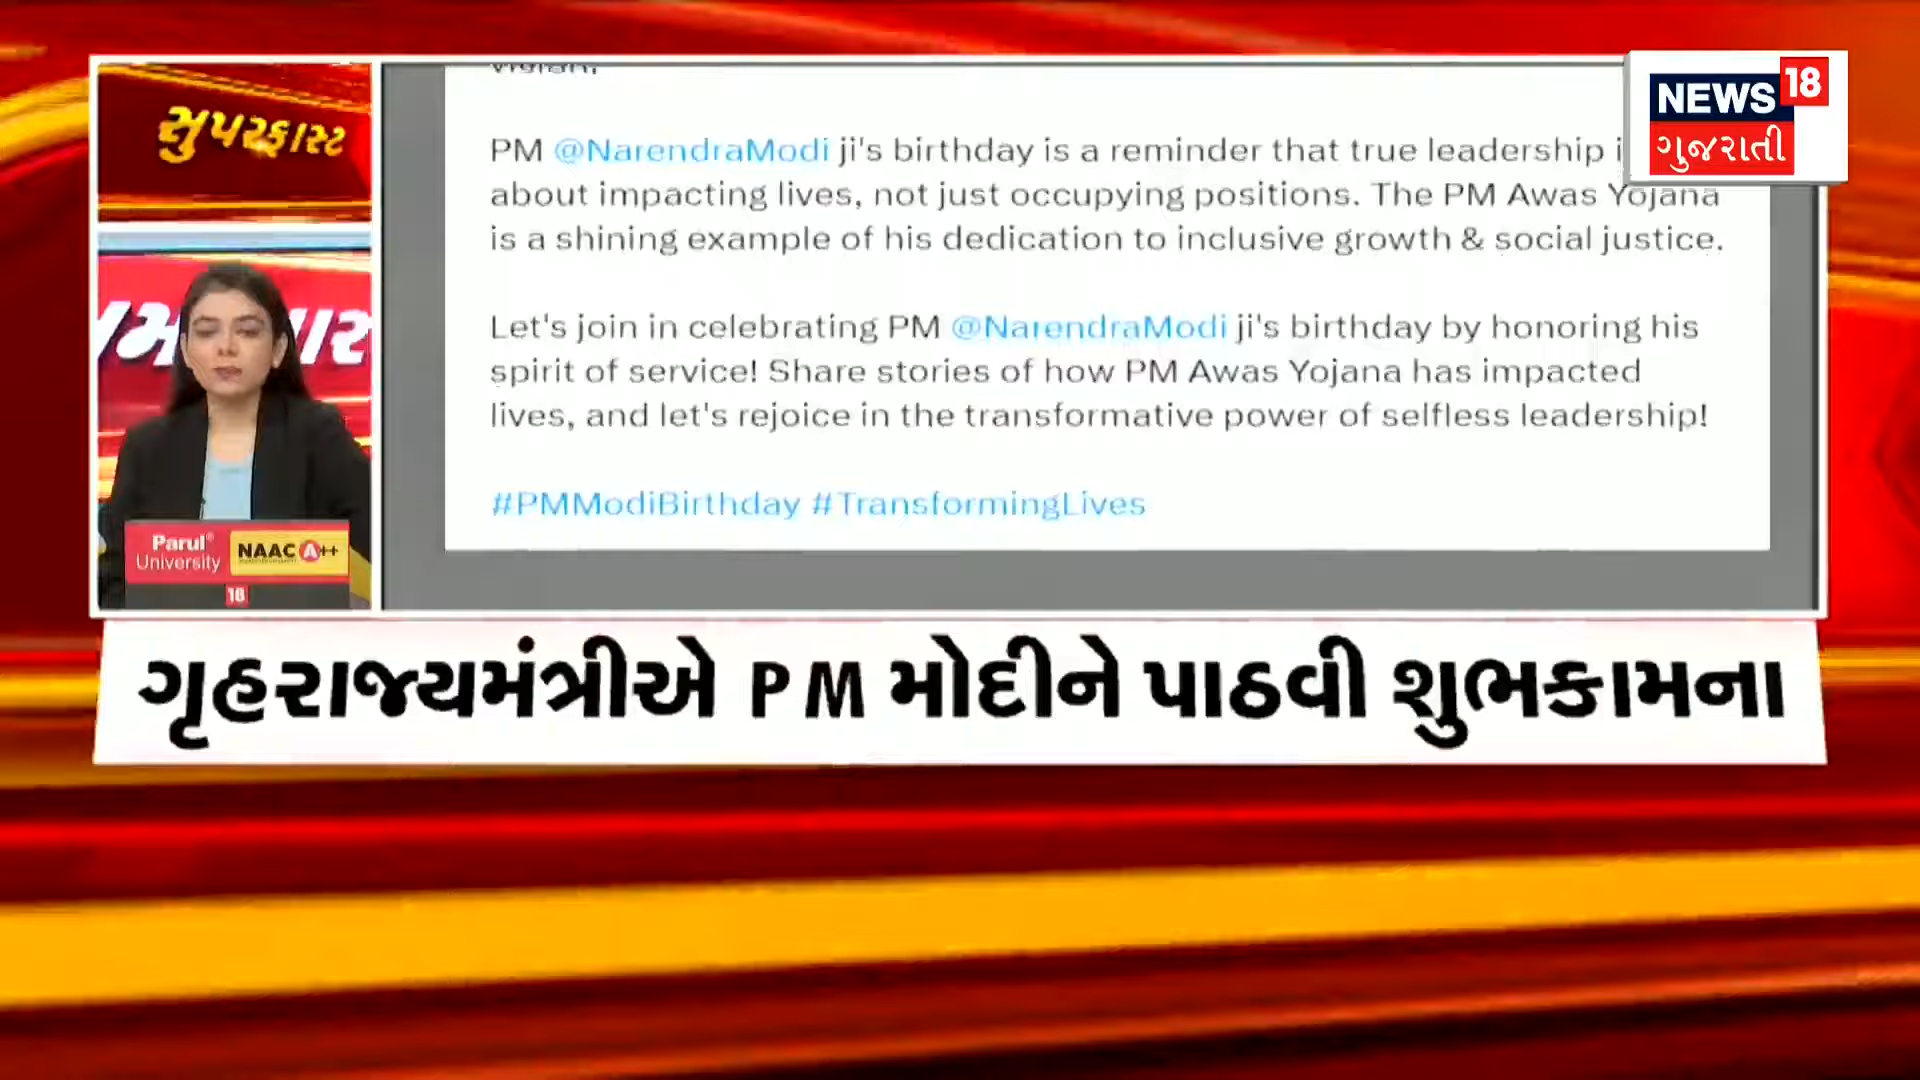 સુપરફાસ્ટ
PM @NarendraModi ji's birthday is a reminder that true leadership
about impacting lives, not just occupying positions. The PM Awas Yojana
is a shining example of his dedication to inclusive growth & social justice.
Let's join in celebrating PM @NarendraModi ji's birthday by honoring his
spirit of service! Share stories of how PM Awas Yojana has impacted
lives, and let's rejoice in the transformative power of selfless leadership!
#PMModiBirthday #TransformingLives
NEWS 18
ગુજરાતી
Parul
University
NAAC A++
18
ગૃહરાજ્યમંત્રીએ PM મોદીને પાઠવી શુભકામના